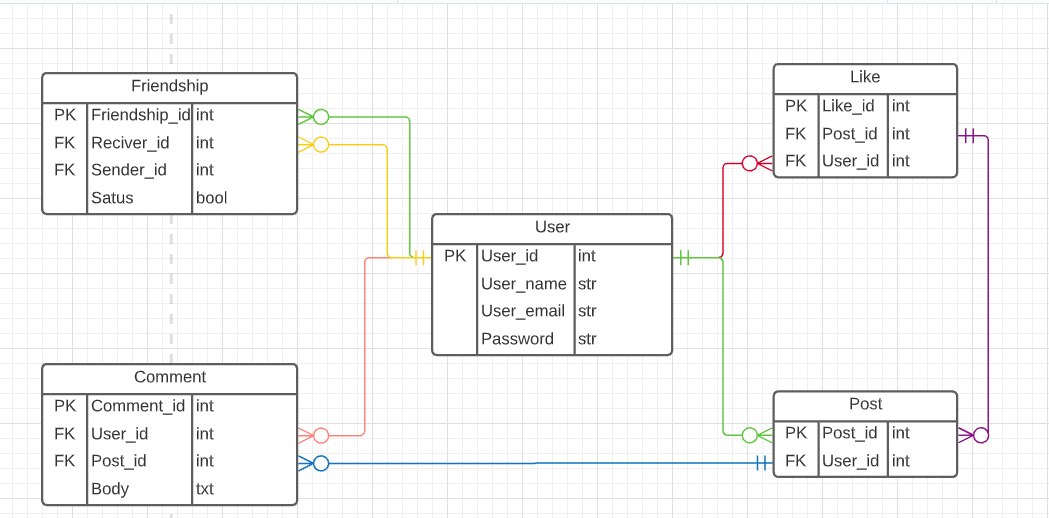 Friendship
PK Friendship_id int
FK Reciver_id int
FK Sender_id int
Satus bool
Like
PK Like_id int
FK Post_id int
FK User_id int
User
PK User_id int
User_name str
User_email str
Password str
Comment
PK Comment_id int
FK User_id int
FK Post_id int
Body txt
Post
PK Post_id int
FK User_id int